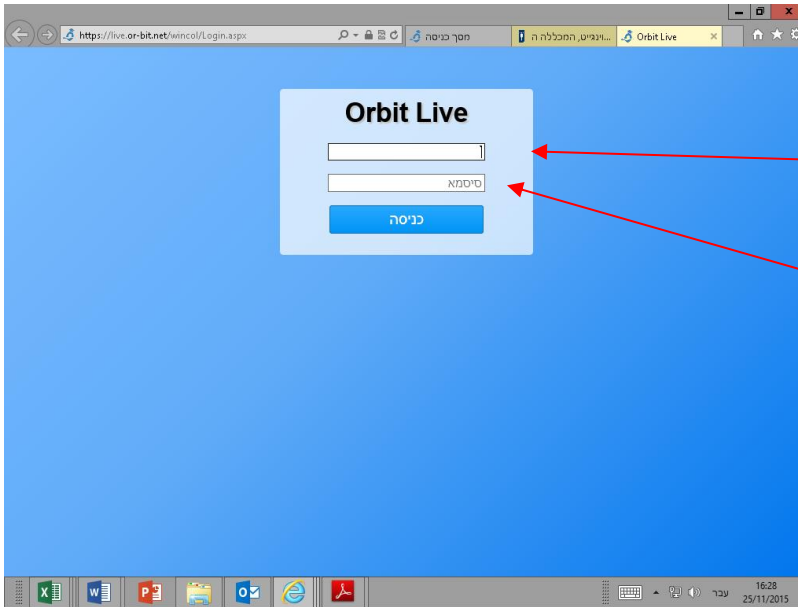 https://live.or-bit.net/wincol/Login.aspx
מסך כניסה
וינגייט, המכללה ה...
Orbit Live
Orbit Live
סיסמא
כניסה
עבר
16:28
25/11/2015